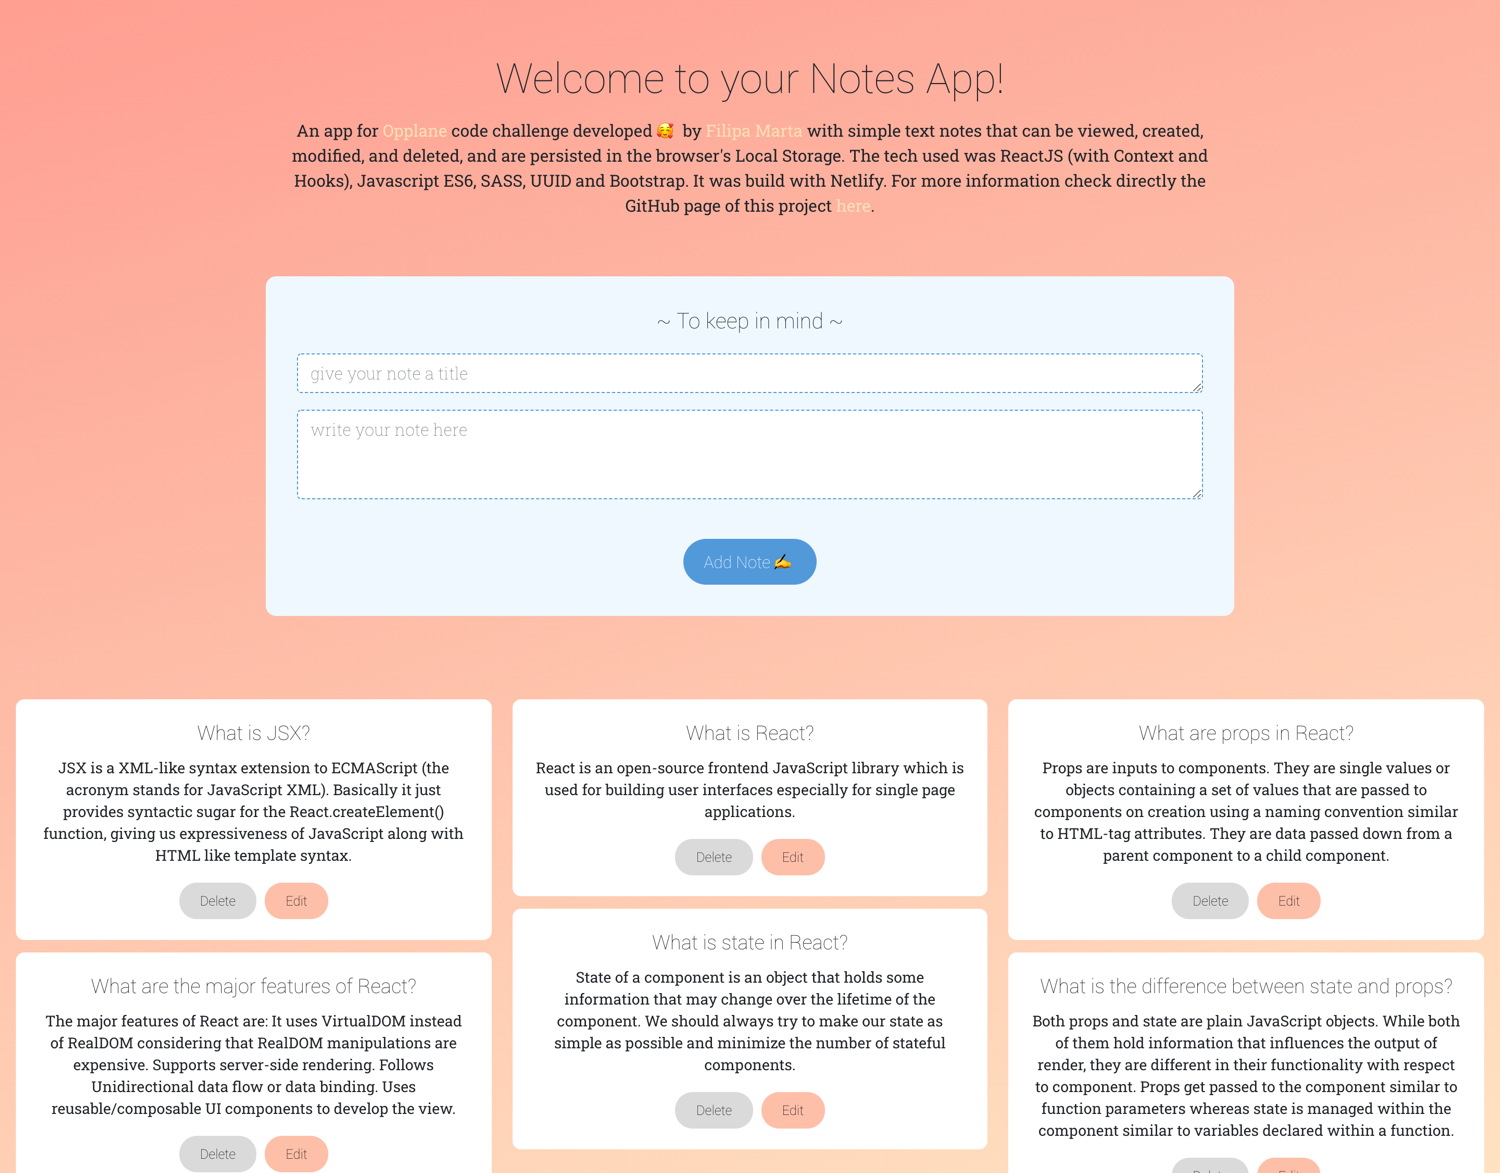 Welcome to your Notes App!
An app for Opplane code challenge developed 🥰 by Filipa Marta with simple text notes that can be viewed, created,
modified, and deleted, and are persisted in the browser's Local Storage. The tech used was ReactJS (with Context and
Hooks), Javascript ES6, SASS, UUID and Bootstrap. It was build with Netlify. For more information check directly the
GitHub page of this project here.
~ To keep in mind ~
give your note a title
write your note here
Add Note ✍️
What is JSX?
JSX is a XML-like syntax extension to ECMAScript (the
acronym stands for JavaScript XML). Basically it just
provides syntactic sugar for the React.createElement()
function, giving us expressiveness of JavaScript along with
HTML like template syntax.
Delete Edit
What are the major features of React?
The major features of React are: It uses VirtualDOM instead
of RealDOM considering that RealDOM manipulations are
expensive. Supports server-side rendering. Follows
Unidirectional data flow or data binding. Uses
reusable/composable UI components to develop the view.
Delete Edit
What is React?
React is an open-source frontend JavaScript library which is
used for building user interfaces especially for single page
applications.
Delete Edit
What is state in React?
State of a component is an object that holds some
information that may change over the lifetime of the
component. We should always try to make our state as
simple as possible and minimize the number of stateful
components.
Delete Edit
What are props in React?
Props are inputs to components. They are single values or
objects containing a set of values that are passed to
components on creation using a naming convention similar
to HTML-tag attributes. They are data passed down from a
parent component to a child component.
Delete Edit
What is the difference between state and props?
Both props and state are plain JavaScript objects. While both
of them hold information that influences the output of
render, they are different in their functionality with respect
to component. Props get passed to the component similar to
function parameters whereas state is managed within the
component similar to variables declared within a function.